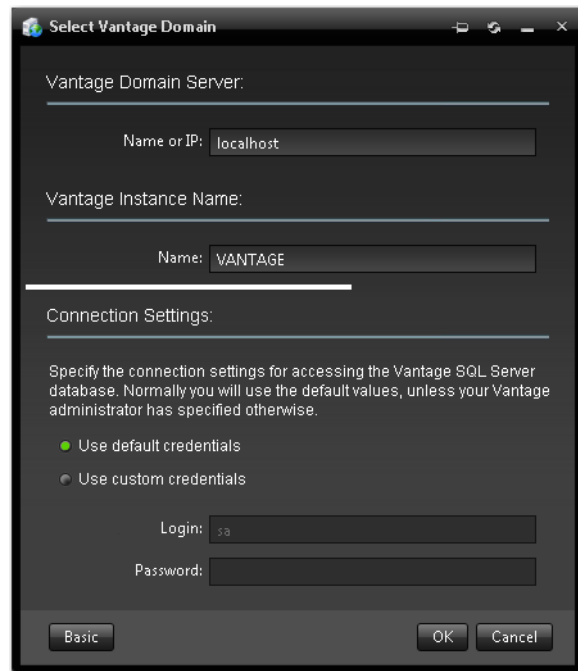 Select Vantage Domain
Vantage Domain Server:
Name or IP: localhost
Vantage Instance Name:
Name: VANTAGE
Connection Settings:
Specify the connection settings for accessing the Vantage SQL Server
database. Normally you will use the default values, unless your Vantage
administrator has specified otherwise.
Use default credentials
Use custom credentials
Login: sa
Password:
Basic OK Cancel